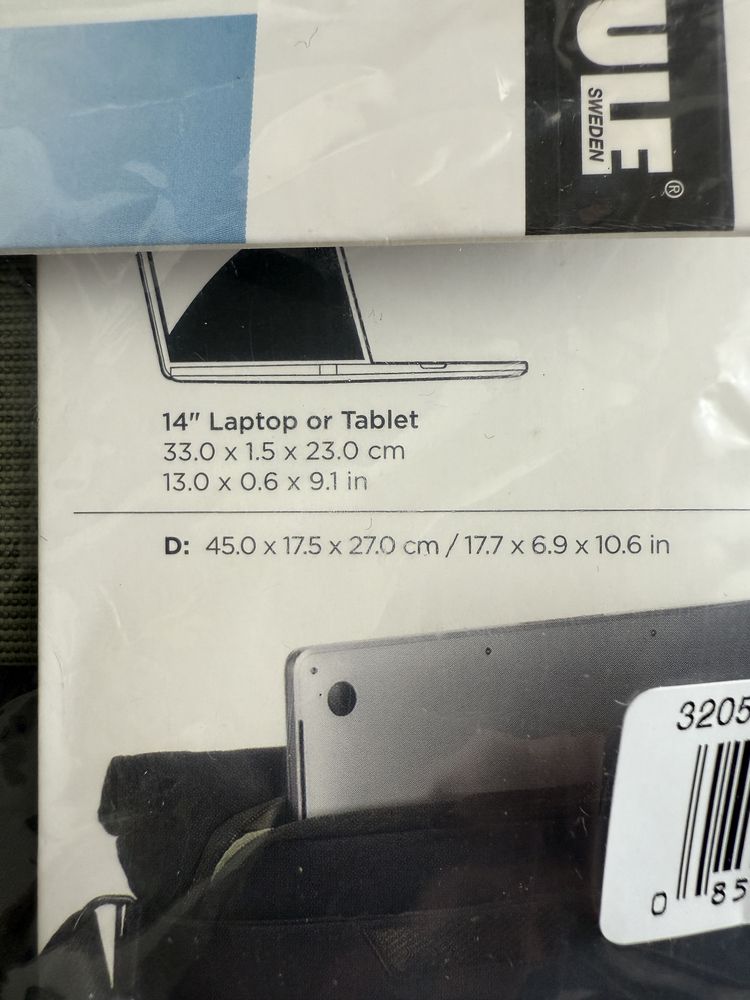 ULE
SWEDEN
®
14" Laptop or Tablet
33.0 x 1.5 x 23.0 cm
13.0 x 0.6 x 9.1 in
D: 45.0 x 17.5 x 27.0 cm / 17.7 x 6.9 x 10.6 in
3205
0 85